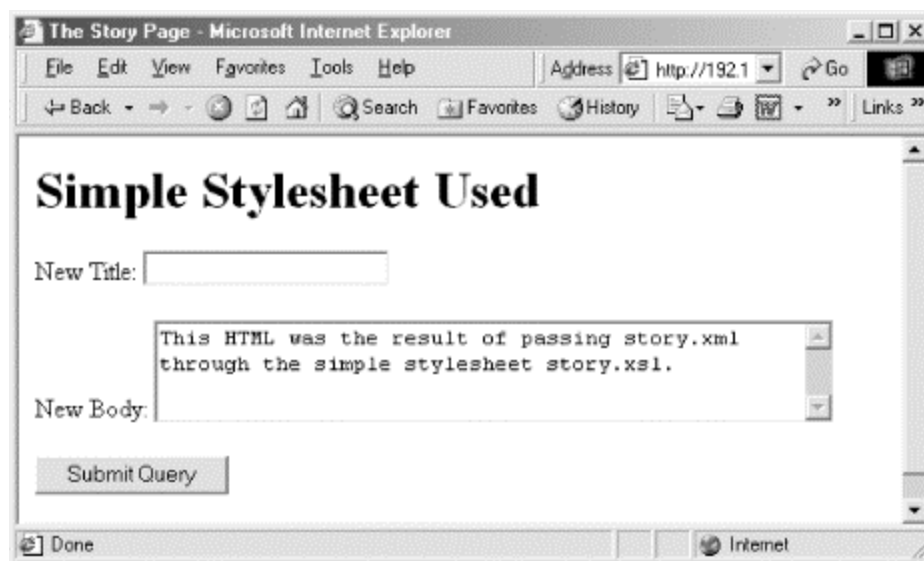 The Story Page - Microsoft Internet Explorer
File Edit View Favorites Tools Help Address http://192.1 Go
Back Search Favorites History Links »
Simple Stylesheet Used
New Title:
This HTML was the result of passing story.xml
through the simple stylesheet story.xsl.
New Body:
Submit Query
Done Internet